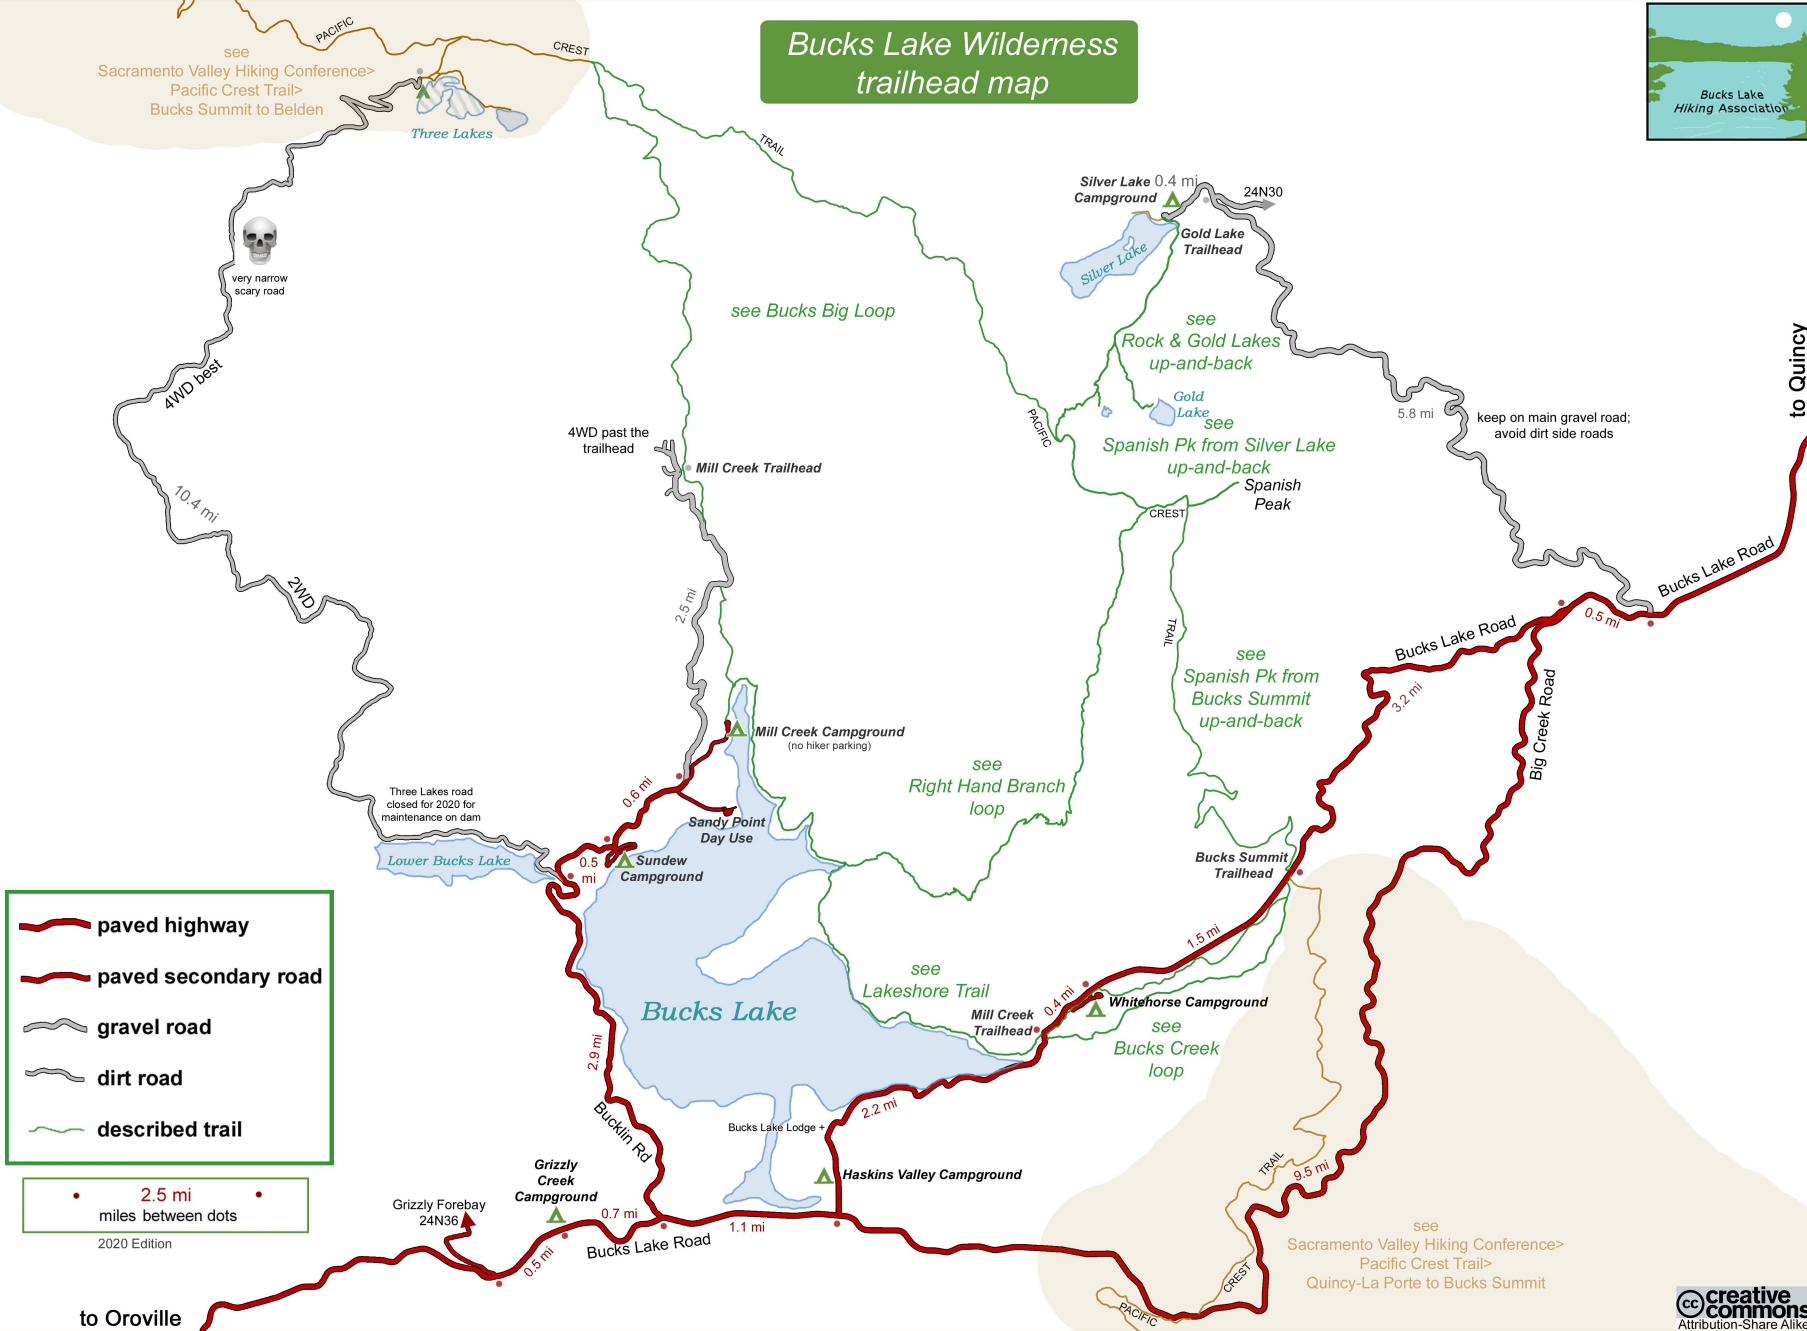 Bucks Lake Wilderness
trailhead map
Bucks Lake
Hiking Association
PACIFIC
CREST
TRAIL
see
Sacramento Valley Hiking Conference>
Pacific Crest Trail>
Bucks Summit to Belden
Three Lakes
very narrow
scary road
4WD best
10.4 mi
2WD
see Bucks Big Loop
Silver Lake
Campground
0.4 mi
24N30
Gold Lake
Trailhead
Silver Lake
see
Rock & Gold Lakes
up-and-back
Gold
Lake
see
Spanish Pk from Silver Lake
up-and-back
Spanish
Peak
PACIFIC
CREST
TRAIL
5.8 mi
keep on main gravel road;
avoid dirt side roads
to Quincy
4WD past the
trailhead
Mill Creek Trailhead
2.5 mi
Bucks Lake Road
0.5 mi
Bucks Lake Road
3.2 mi
Big Creek Road
see
Spanish Pk from
Bucks Summit
up-and-back
see
Right Hand Branch
loop
Mill Creek Campground
(no hiker parking)
0.6 mi
Sandy Point
Day Use
Three Lakes road
closed for 2020 for
maintenance on dam
Lower Bucks Lake
0.5
mi
Sundew
Campground
Bucks Summit
Trailhead
1.5 mi
see
Lakeshore Trail
Mill Creek
Trailhead
0.4 mi
Whitehorse Campground
see
Bucks Creek
loop
Bucks Lake
2.9 mi
Bucklin Rd
2.2 mi
Bucks Lake Lodge +
Haskins Valley Campground
Grizzly
Creek
Campground
Grizzly Forebay
24N36
0.7 mi
1.1 mi
0.5 mi
Bucks Lake Road
to Oroville
TRAIL
9.5 mi
CREST
PACIFIC
see
Sacramento Valley Hiking Conference>
Pacific Crest Trail>
Quincy-La Porte to Bucks Summit
paved highway
paved secondary road
gravel road
dirt road
described trail
2.5 mi
miles between dots
2020 Edition
cc creative
commons
Attribution-Share Alike